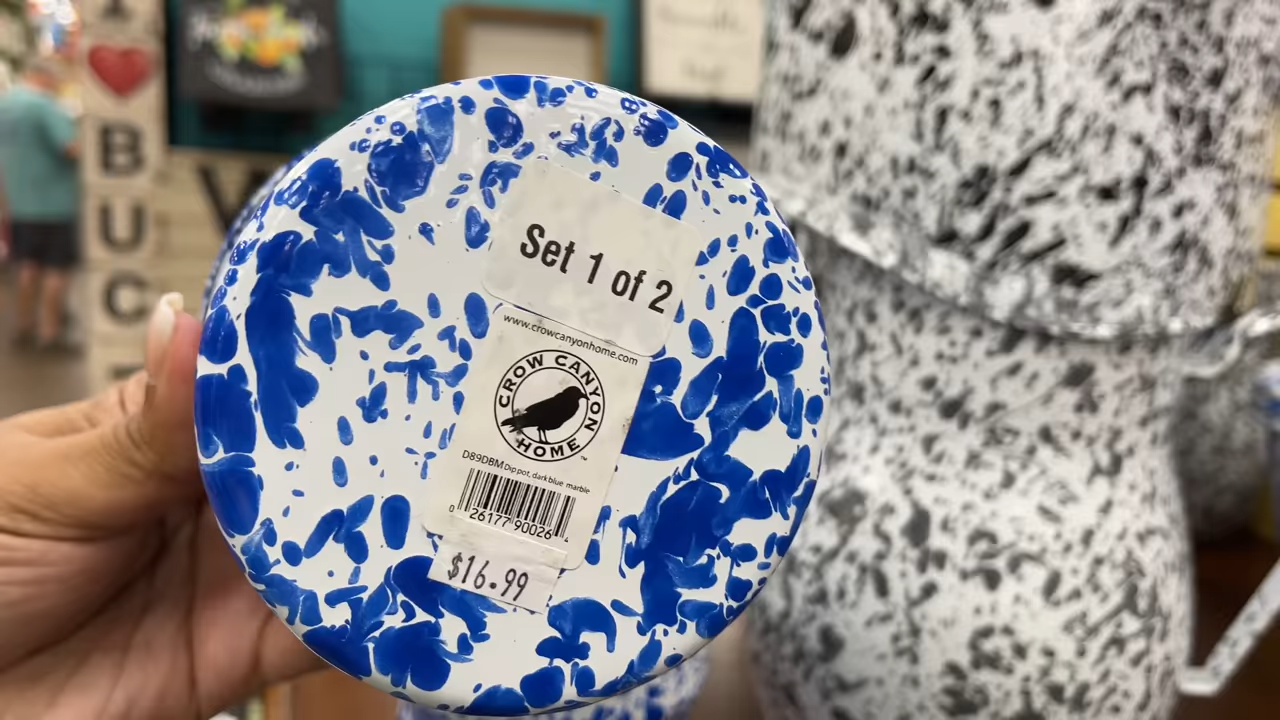 I
B
U
C
W
Set 1 of 2
www.crowcanyonhome.com
CROW CANYON
HOME
™
D89DBM Dip pot, dark blue marble
0 26177 90026 4
$16.99